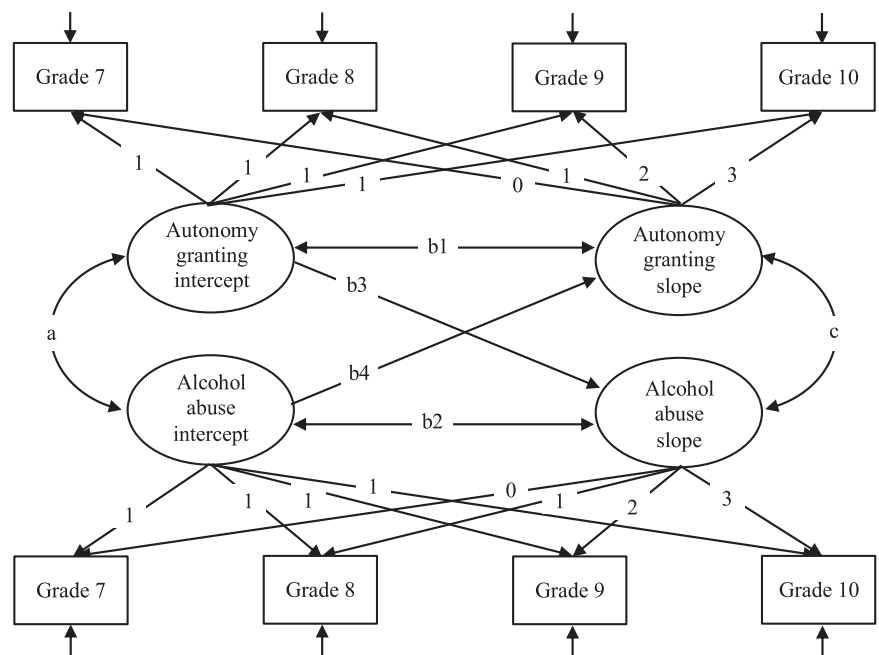 Grade 7
Grade 8
Grade 9
Grade 10
1
1
1
1
0
1
2
3
Autonomy
granting
intercept
b1
Autonomy
granting
slope
b3
a
c
b4
Alcohol
abuse
intercept
b2
Alcohol
abuse
slope
1
1
1
1
0
1
2
3
Grade 7
Grade 8
Grade 9
Grade 10